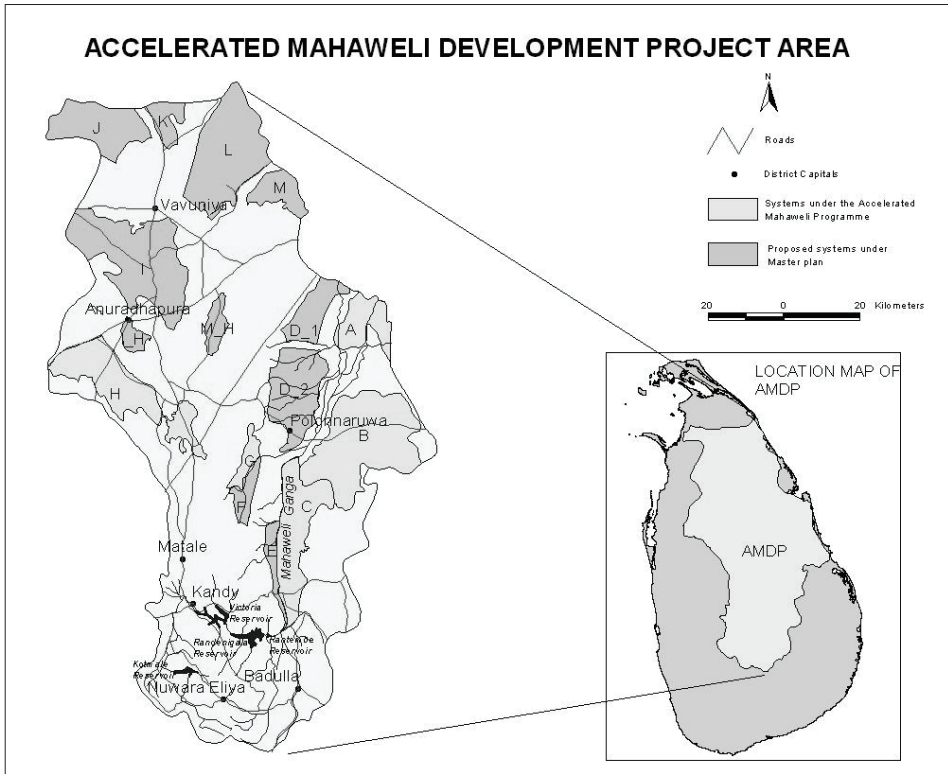 ACCELERATED MAHAWELI DEVELOPMENT PROJECT AREA
N
Roads
District Capitals
Systems under the Accelerated
Mahaweli Programme
Proposed systems under
Master plan
20 0 20 Kilometers
J
K
L
M
Vavuniya
I
Anuradhapura
I_H
M_H
D_1
A
H
D_2
Polonnaruwa
B
G
F
C
Mahaweli Ganga
E
Matale
Kandy
Victoria
Reservoir
Randenigala
Reservoir
Rantembe
Reservoir
Kotmale
Reservoir
Badulla
Nuwara Eliya
LOCATION MAP OF
AMDP
AMDP